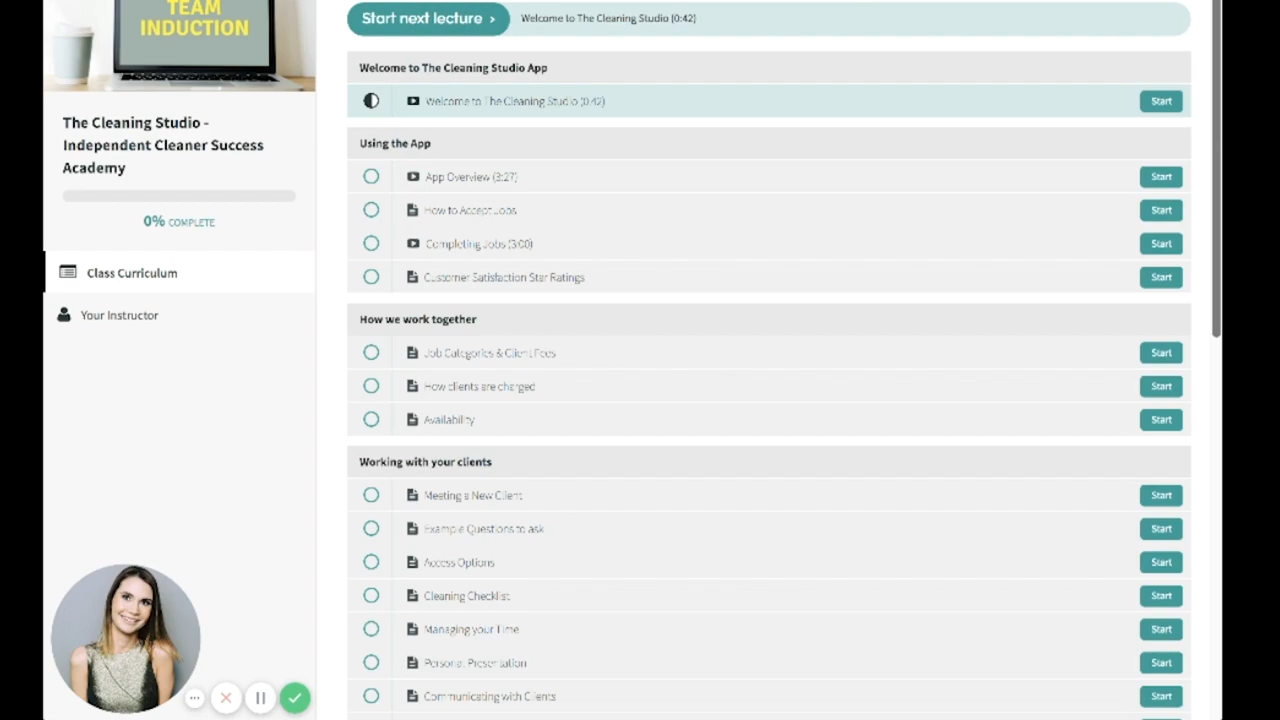 TEAM
INDUCTION
The Cleaning Studio -
Independent Cleaner Success
Academy
0% COMPLETE
Class Curriculum
Your Instructor
Start next lecture › Welcome to The Cleaning Studio (0:42)
Welcome to The Cleaning Studio App
Welcome to The Cleaning Studio (0:42) Start
Using the App
App Overview (3:27) Start
How to Accept Jobs Start
Completing Jobs (3:00) Start
Customer Satisfaction Star Ratings Start
How we work together
Job Categories & Client Fees Start
How clients are charged Start
Availability Start
Working with your clients
Meeting a New Client Start
Example Questions to ask Start
Access Options Start
Cleaning Checklist Start
Managing your Time Start
Personal Presentation Start
Communicating with Clients Start